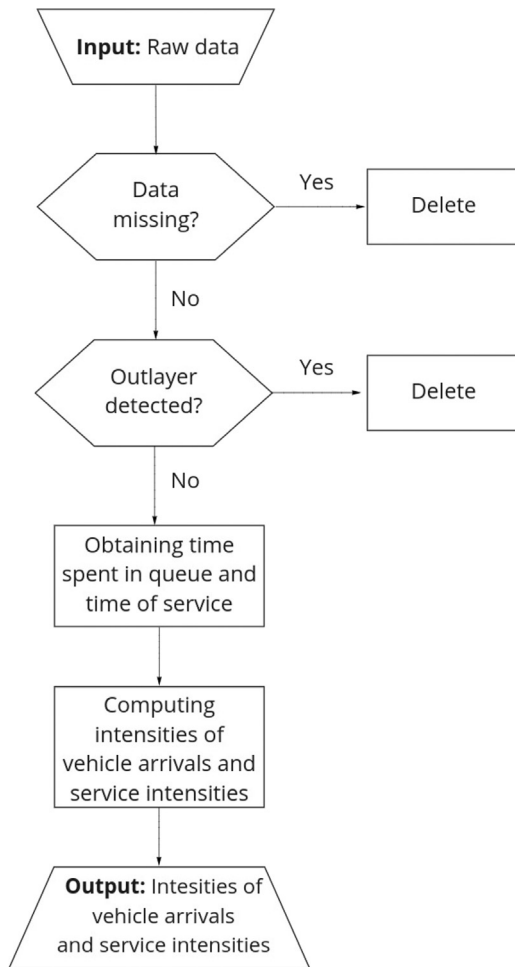 Input: Raw data
Data
missing?
Yes
Delete
No
Outlayer
detected?
Yes
Delete
No
Obtaining time
spent in queue and
time of service
Computing
intensities of
vehicle arrivals and
service intensities
Output: Intesities of
vehicle arrivals
and service intensities